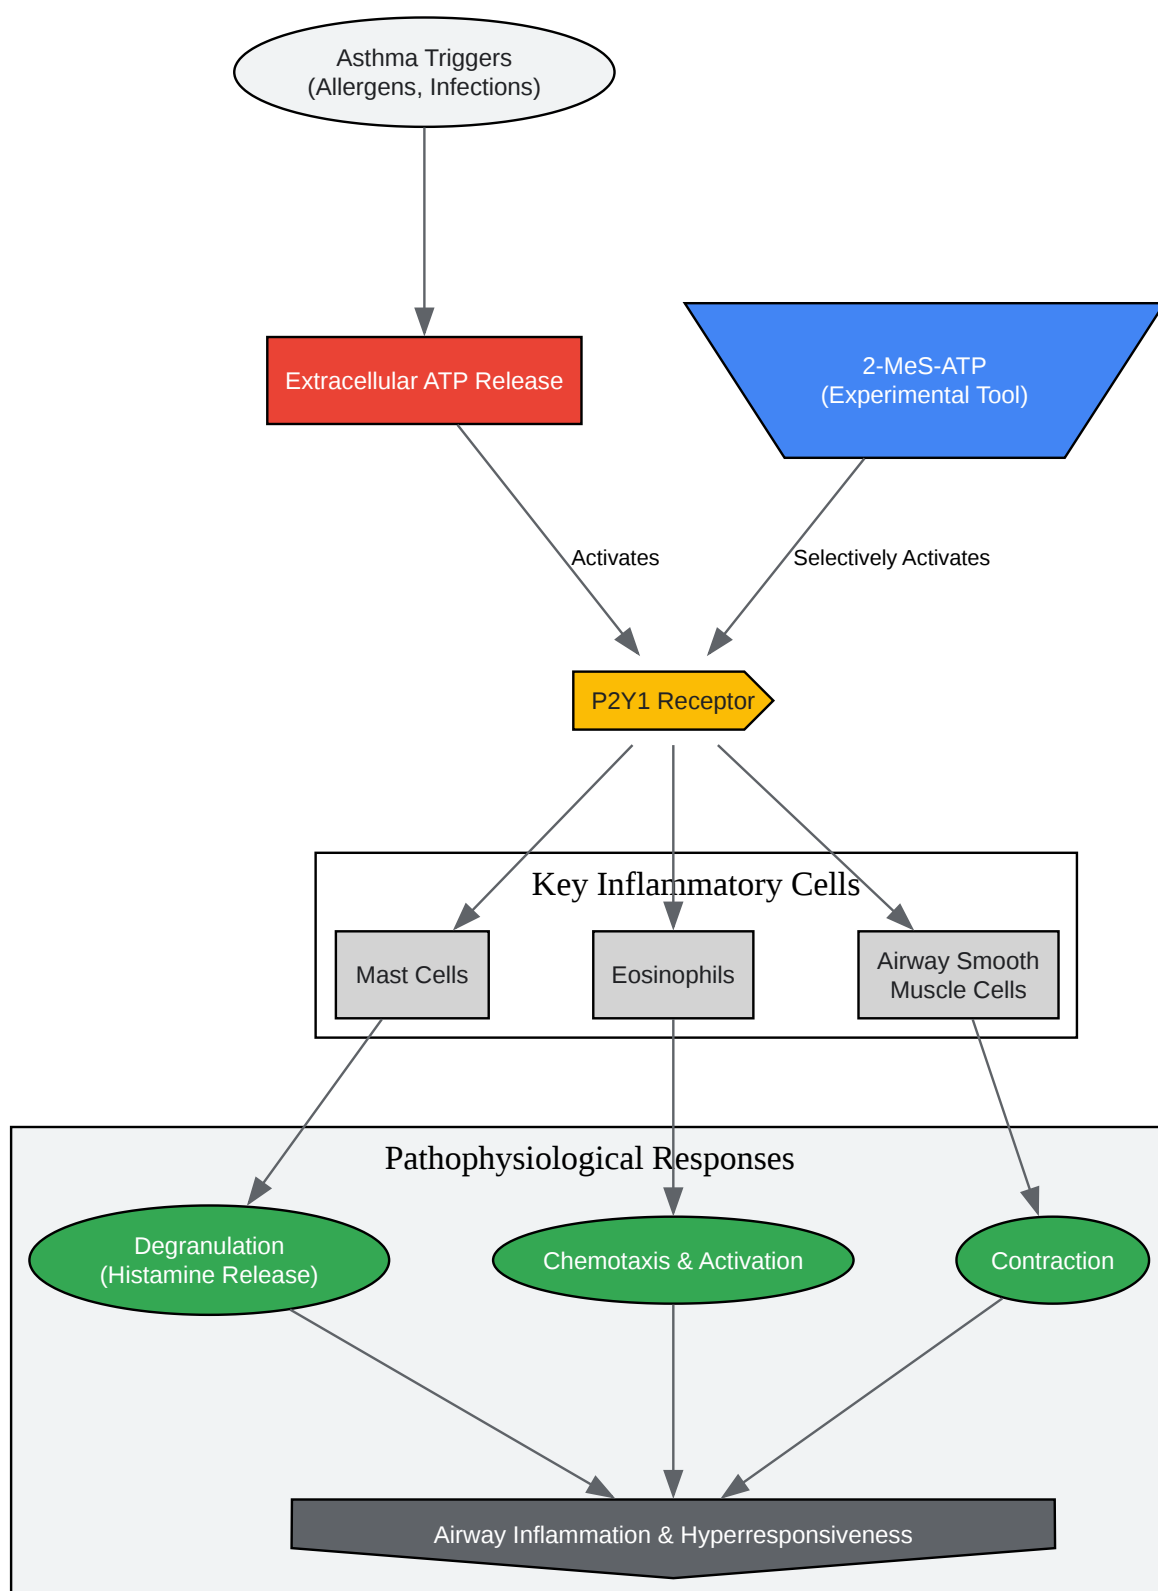 Asthma Triggers
(Allergens, Infections)
Extracellular ATP Release
2-MeS-ATP
(Experimental Tool)
Activates
Selectively Activates
P2Y1 Receptor
Key Inflammatory Cells
Mast Cells
Eosinophils
Airway Smooth
Muscle Cells
Pathophysiological Responses
Degranulation
(Histamine Release)
Chemotaxis & Activation
Contraction
Airway Inflammation & Hyperresponsiveness